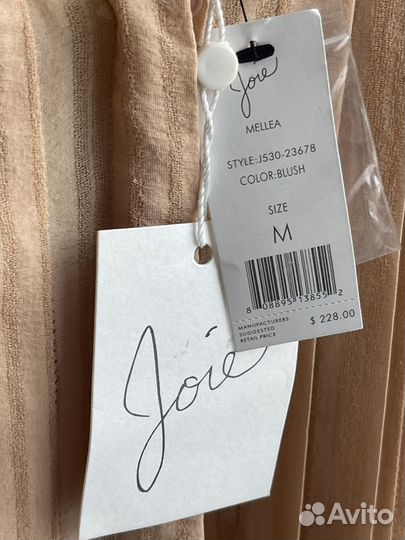 Joie
MELLEA
STYLE:J530-23678
COLOR:BLUSH
SIZE
M
8 08895 13855 2
MANUFACTURERS
SUGGESTED
RETAIL PRICE
$ 228.00
Joie
Avito